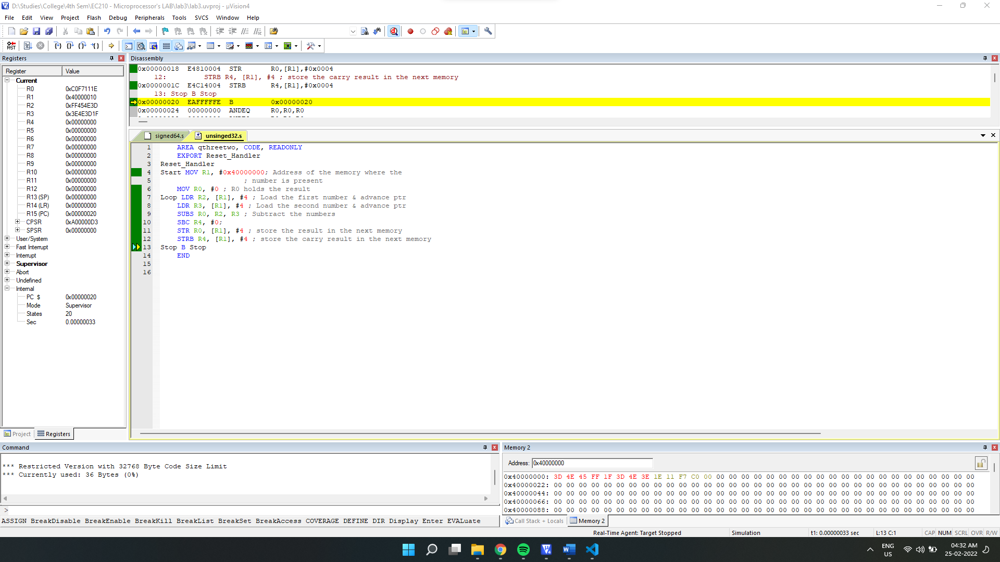 D:\Studies\College\4th Sem\EC210 - Microprocessor's LAB\lab3\lab3.uvproj - µVision4
File Edit View Project Flash Debug Peripherals Tools SVCS Window Help
Registers
Register Value
Current
R0 0xC0F7111E
R1 0x40000010
R2 0xFF454E3D
R3 0x3E4E3D1F
R4 0x00000000
R5 0x00000000
R6 0x00000000
R7 0x00000000
R8 0x00000000
R9 0x00000000
R10 0x00000000
R11 0x00000000
R12 0x00000000
R13 (SP) 0x00000000
R14 (LR) 0x00000000
R15 (PC) 0x00000020
CPSR 0xA00000D3
SPSR 0x00000000
User/System
Fast Interrupt
Interrupt
Supervisor
Abort
Undefined
Internal
PC $ 0x00000020
Mode Supervisor
States 20
Sec 0.00000033
Project Registers
Disassembly
0x00000018 E4810004 STR R0,[R1],#0x0004
12: STRB R4, [R1], #4 ; store the carry result in the next memory
0x0000001C E4C14004 STRB R4,[R1],#0x0004
13: Stop B Stop
0x00000020 EAFFFFFE B 0x00000020
0x00000024 00000000 ANDEQ R0,R0,R0
signed64.s unsinged32.s
1 AREA qthreetwo, CODE, READONLY
2 EXPORT Reset_Handler
3 Reset_Handler
4 Start MOV R1, #0x40000000; Address of the memory where the
5 ; number is present
6 MOV R0, #0 ; R0 holds the result
7 Loop LDR R2, [R1], #4 ; Load the first number & advance ptr
8 LDR R3, [R1], #4 ; Load the second number & advance ptr
9 SUBS R0, R2, R3 ; Subtract the numbers
10 SBC R4, #0;
11 STR R0, [R1], #4 ; store the result in the next memory
12 STRB R4, [R1], #4 ; store the carry result in the next memory
13 Stop B Stop
14 END
15
16
Command
*** Restricted Version with 32768 Byte Code Size Limit
*** Currently used: 36 Bytes (0%)
>
ASSIGN BreakDisable BreakEnable BreakKill BreakList BreakSet BreakAccess COVERAGE DEFINE DIR Display Enter EVALuate
Memory 2
Address: 0x40000000
0x40000000: 3D 4E 45 FF 1F 3D 4E 3E 1E 11 F7 C0 00 00 00 00 00 00 00 00 00 00 00 00 00 00 00 00 00 00 00 00 00 00
0x40000022: 00 00 00 00 00 00 00 00 00 00 00 00 00 00 00 00 00 00 00 00 00 00 00 00 00 00 00 00 00 00 00 00 00 00
0x40000044: 00 00 00 00 00 00 00 00 00 00 00 00 00 00 00 00 00 00 00 00 00 00 00 00 00 00 00 00 00 00 00 00 00 00
0x40000066: 00 00 00 00 00 00 00 00 00 00 00 00 00 00 00 00 00 00 00 00 00 00 00 00 00 00 00 00 00 00 00 00 00 00
0x40000088: 00 00 00 00 00 00 00 00 00 00 00 00 00 00 00 00 00 00 00 00 00 00 00 00 00 00 00 00 00 00 00 00 00 00
Call Stack + Locals Memory 2
Real-Time Agent: Target Stopped Simulation t1: 0.00000033 sec L:13 C:1 CAP NUM SCRL OVR R/W
ENG
US
04:32 AM
25-02-2022